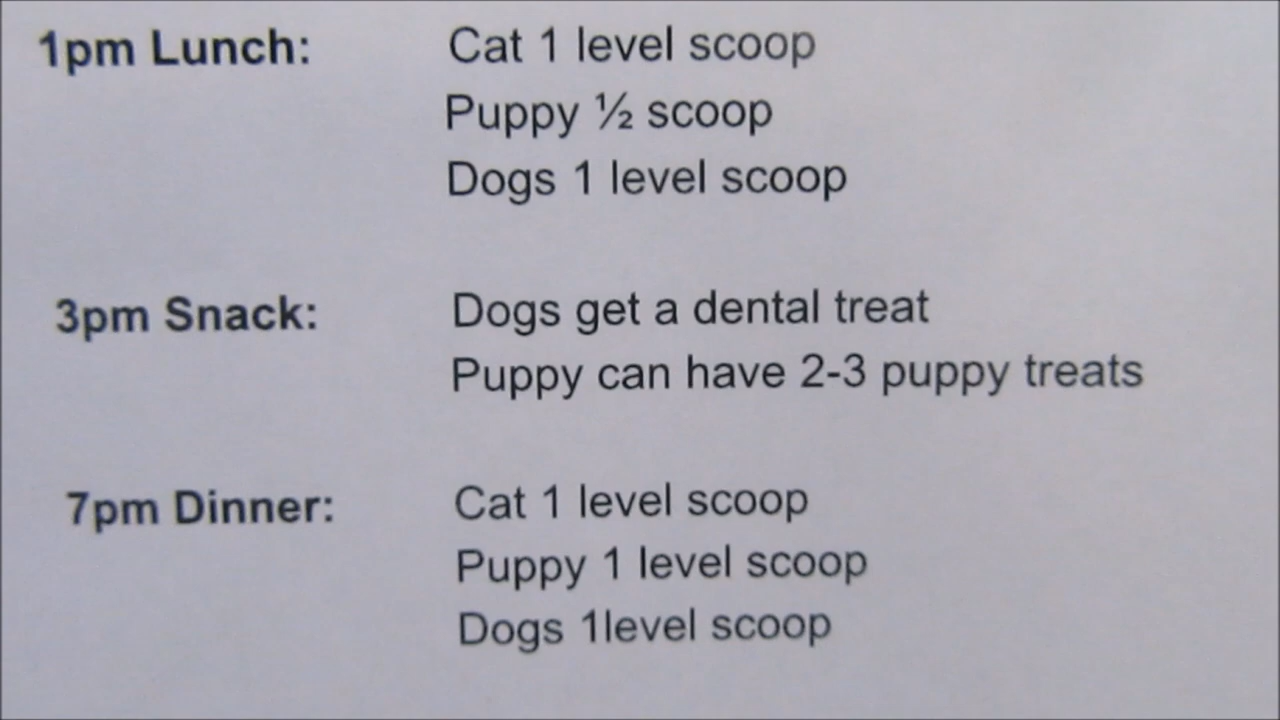 1pm Lunch: Cat 1 level scoop
Puppy ½ scoop
Dogs 1 level scoop
3pm Snack: Dogs get a dental treat
Puppy can have 2-3 puppy treats
7pm Dinner: Cat 1 level scoop
Puppy 1 level scoop
Dogs 1level scoop